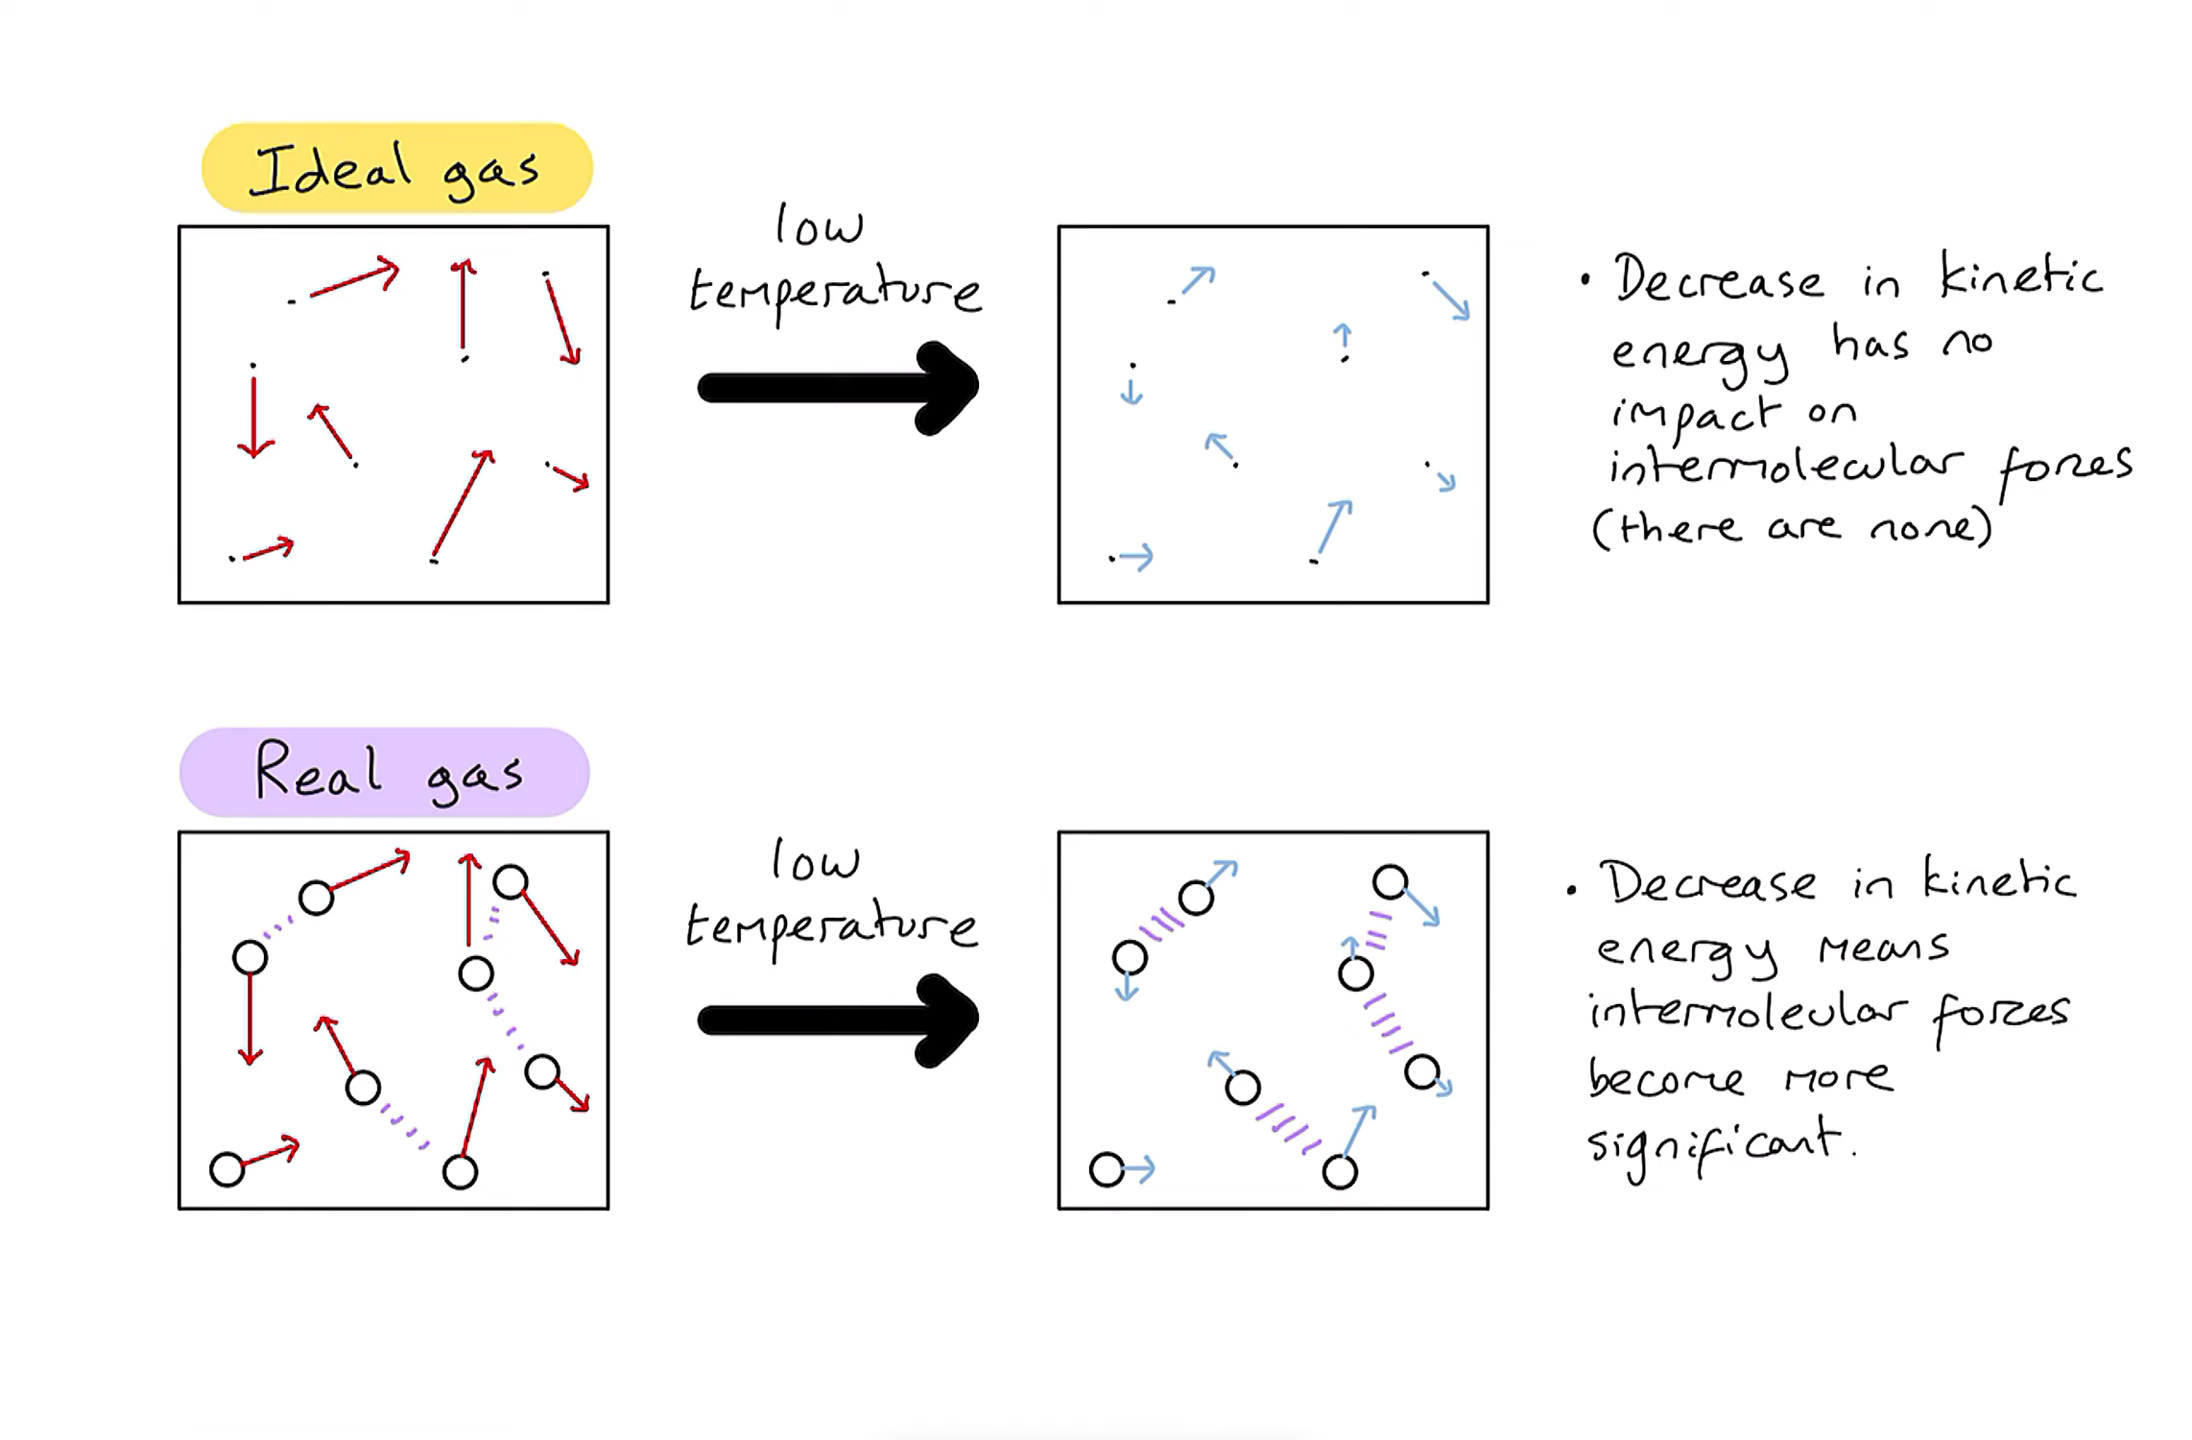 Ideal gas
low
temperature
• Decrease in kinetic
energy has no
impact on
intermolecular forces
(there are none)
Real gas
low
temperature
• Decrease in kinetic
energy means
intermolecular forces
become more
significant.